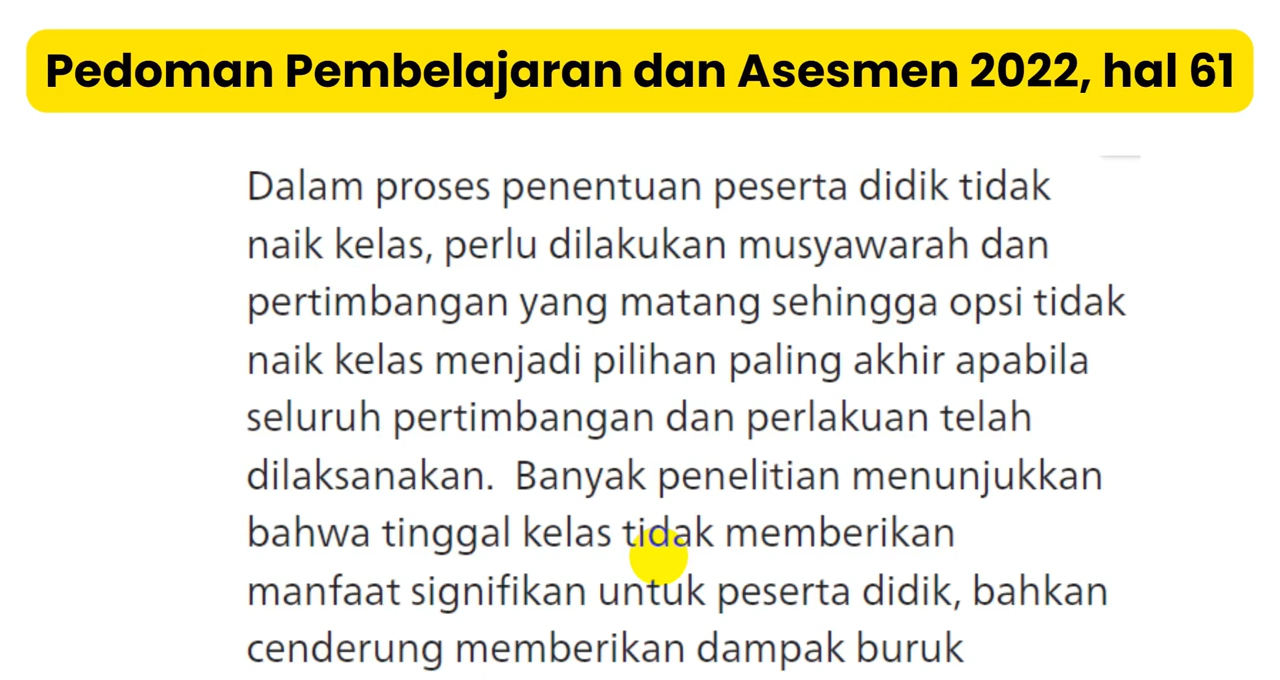 Pedoman Pembelajaran dan Asesmen 2022, hal 61
Dalam proses penentuan peserta didik tidak
naik kelas, perlu dilakukan musyawarah dan
pertimbangan yang matang sehingga opsi tidak
naik kelas menjadi pilihan paling akhir apabila
seluruh pertimbangan dan perlakuan telah
dilaksanakan.  Banyak penelitian menunjukkan
bahwa tinggal kelas tidak memberikan
manfaat signifikan untuk peserta didik, bahkan
cenderung memberikan dampak buruk